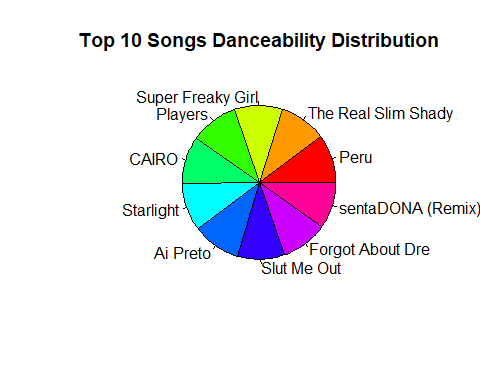 Top 10 Songs Danceability Distribution
Super Freaky Girl
Players
The Real Slim Shady
CAIRO
Peru
Starlight
sentaDONA (Remix)
Ai Preto
Forgot About Dre
Slut Me Out